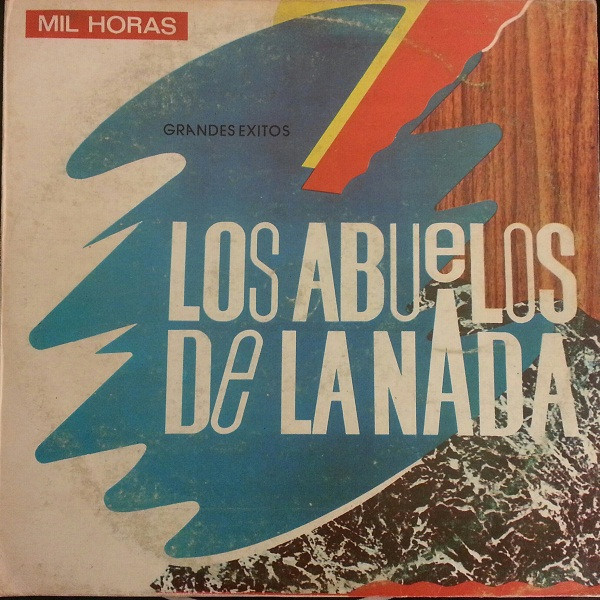 MIL HORAS
GRANDES EXITOS
LOS ABUeLOS
De LA NADA